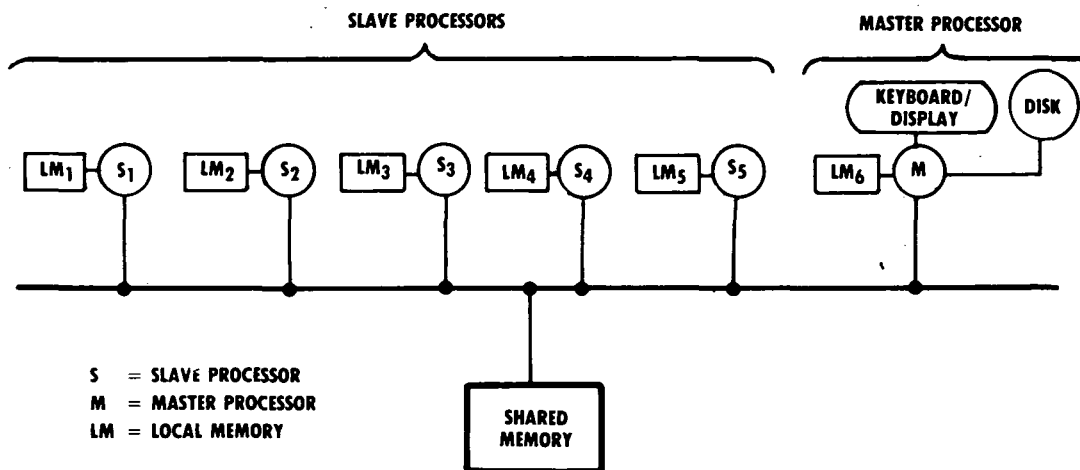 SLAVE PROCESSORS
MASTER PROCESSOR
KEYBOARD/
DISPLAY
DISK
LM₁ S₁ LM₂ S₂ LM₃ S₃ LM₄ S₄ LM₅ S₅ LM₆ M
S = SLAVE PROCESSOR
M = MASTER PROCESSOR
LM = LOCAL MEMORY
SHARED
MEMORY